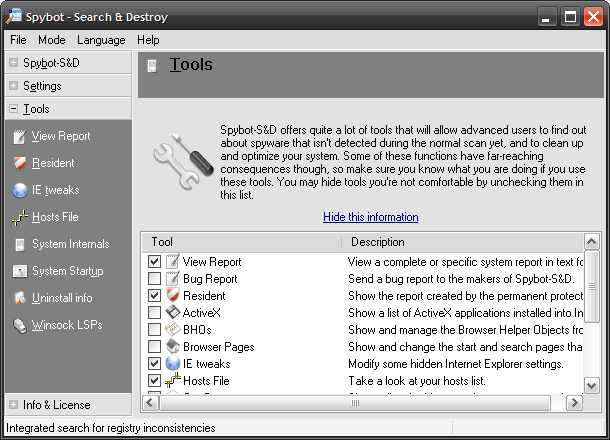 Spybot - Search & Destroy
File Mode Language Help
Spybot-S&D
Settings
Tools
View Report
Resident
IE tweaks
Hosts File
System Internals
System Startup
Uninstall info
Winsock LSPs
Info & License
Tools
Spybot-S&D offers quite a lot of tools that will allow advanced users to find out
about spyware that isn't detected during the normal scan yet, and to clean up
and optimize your system. Some of these functions have far-reaching
consequences though, so make sure you know what you are doing if you use
these tools. You may hide tools you're not comfortable by unchecking them in
this list.
Hide this information
Tool Description
View Report View a complete or specific system report in text fo
Bug Report Send a bug report to the makers of Spybot-S&D.
Resident Show the report created by the permanent protect
ActiveX Show a list of ActiveX applications installed into In
BHOs Show and manage the Browser Helper Objects fro
Browser Pages Show and change the start and search pages tha
IE tweaks Modify some hidden Internet Explorer settings.
Hosts File Take a look at your hosts list.
Integrated search for registry inconsistencies